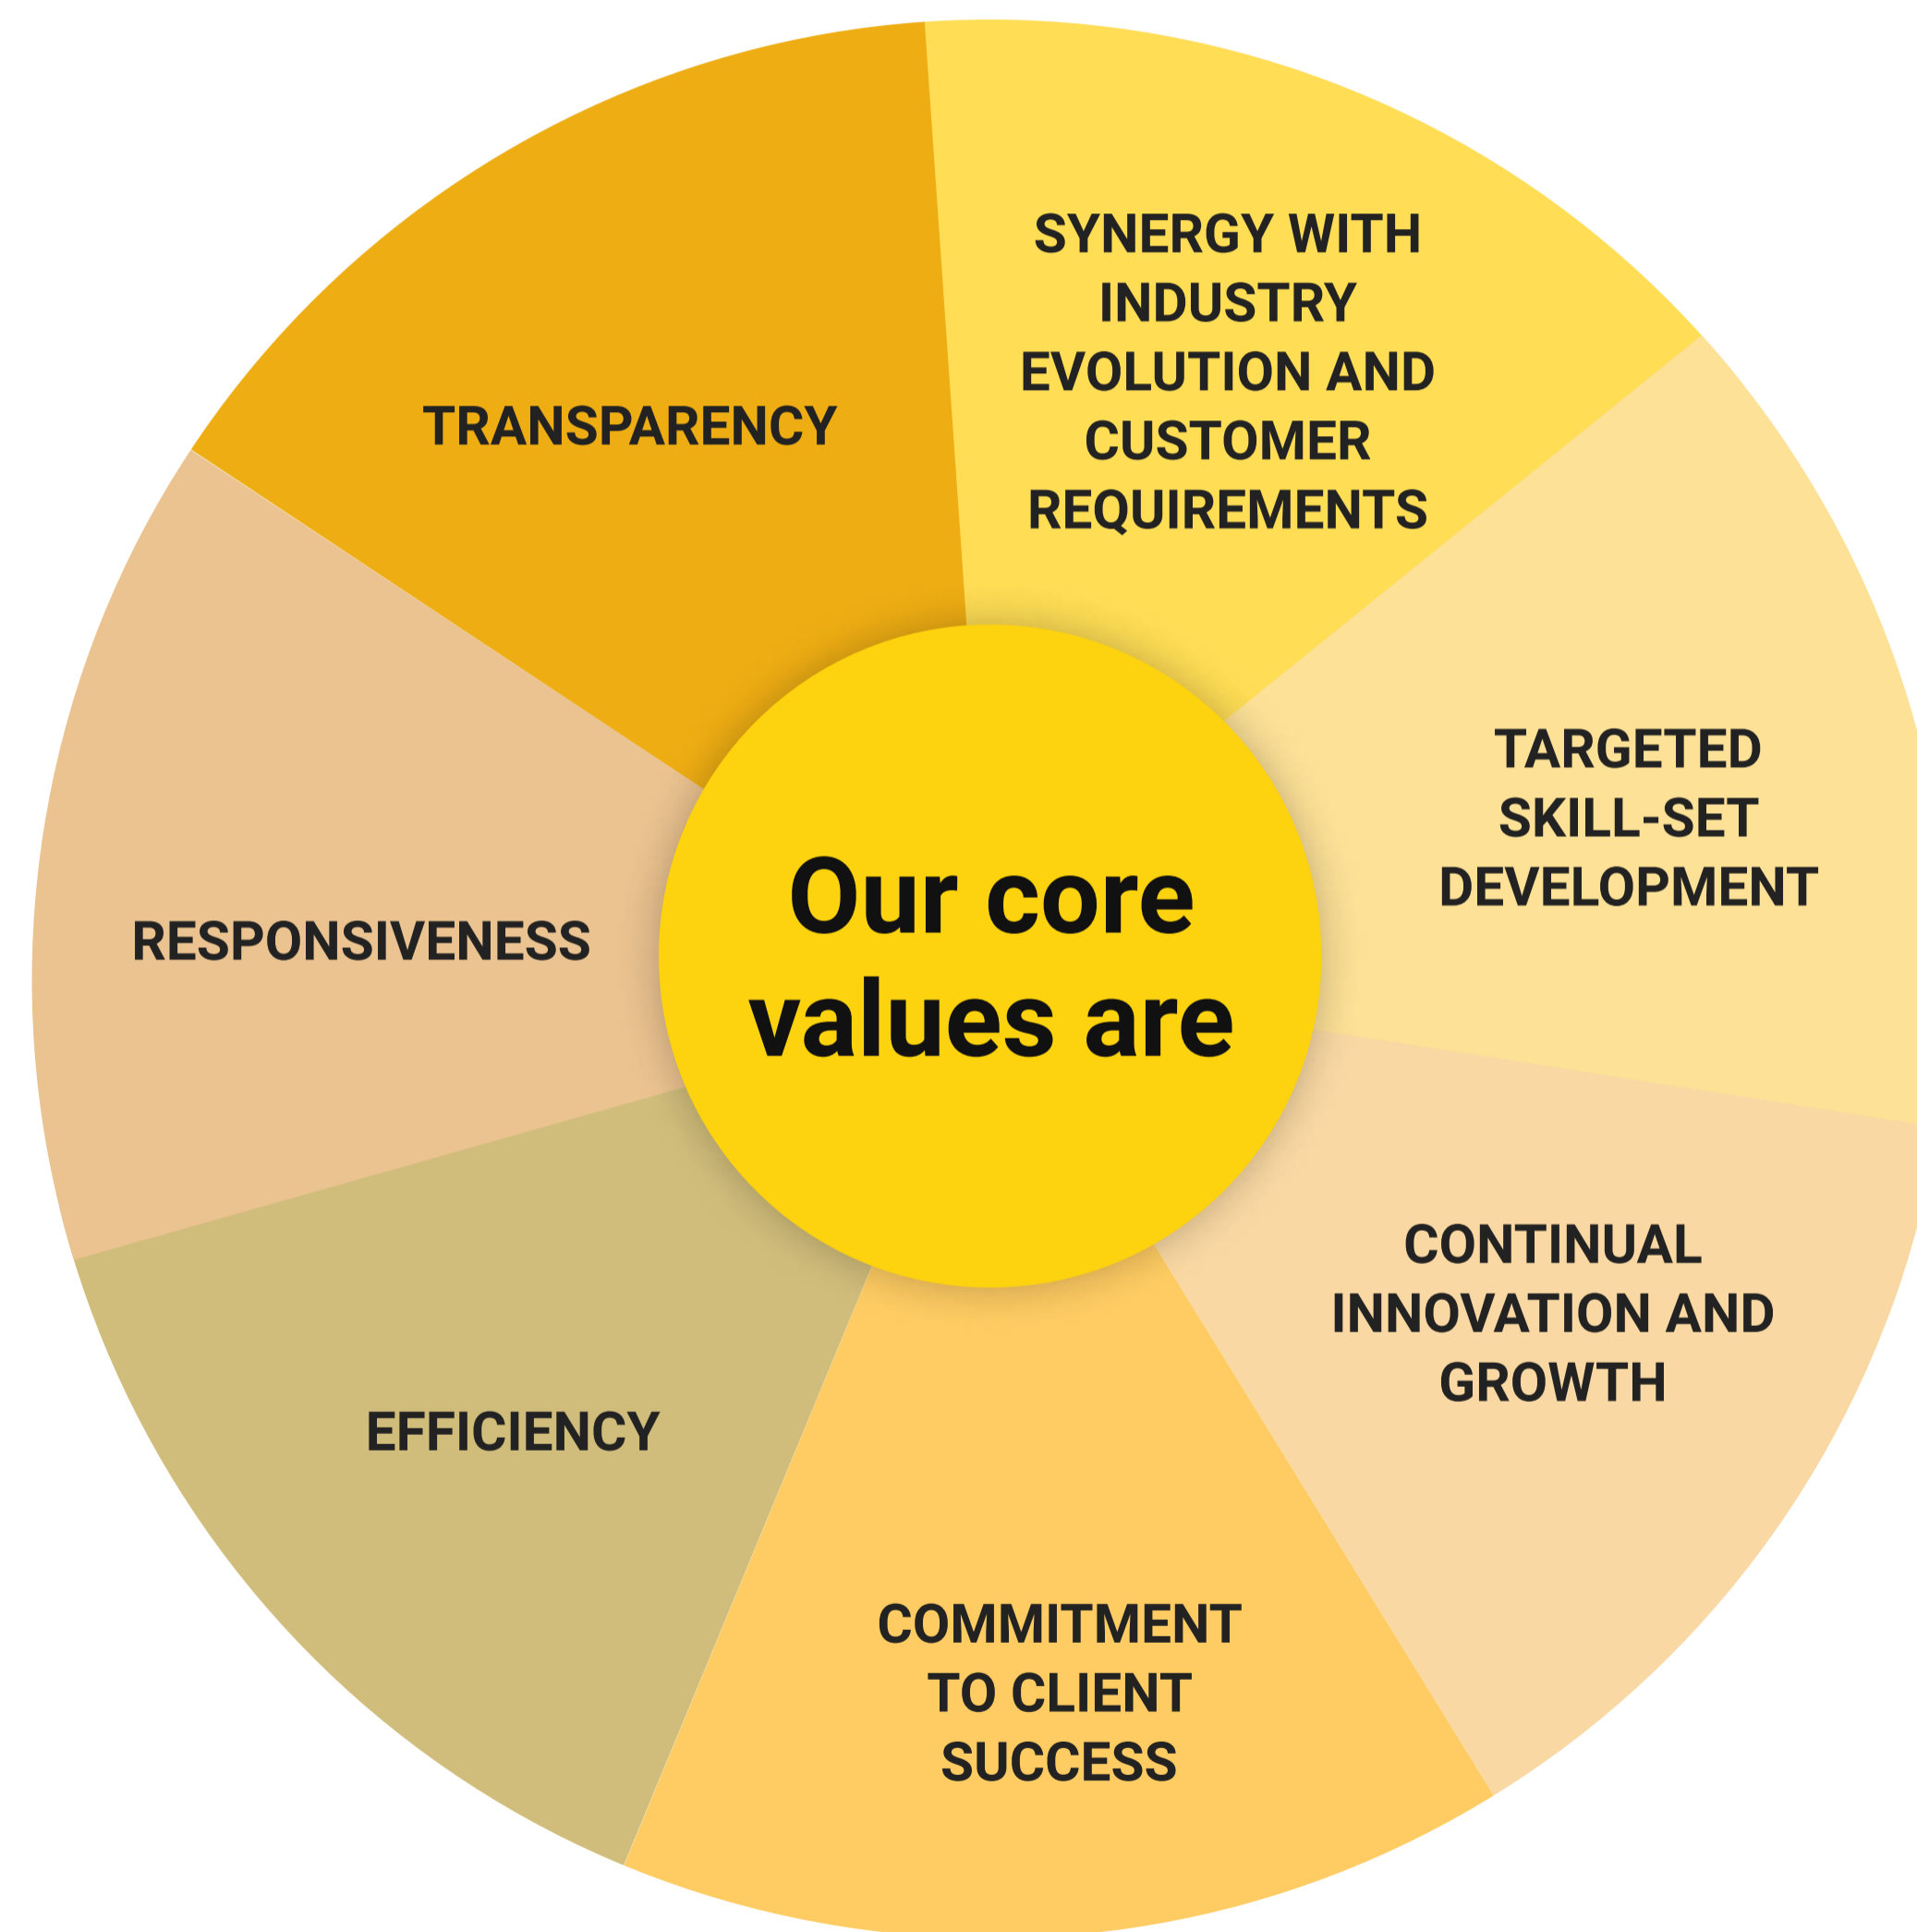 Our core
values are
SYNERGY WITH
INDUSTRY
EVOLUTION AND
CUSTOMER
REQUIREMENTS
TARGETED
SKILL-SET
DEVELOPMENT
CONTINUAL
INNOVATION AND
GROWTH
COMMITMENT
TO CLIENT
SUCCESS
EFFICIENCY
RESPONSIVENESS
TRANSPARENCY